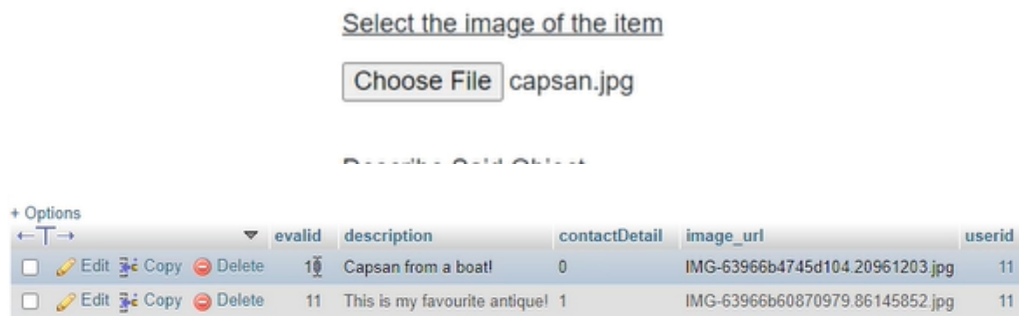 Select the image of the item
Choose File capsan.jpg
+ Options
←T→ evalid description contactDetail image_url userid
Edit Copy Delete 10 Capsan from a boat! 0 IMG-63966b4745d104.20961203.jpg 11
Edit Copy Delete 11 This is my favourite antique! 1 IMG-63966b60870979.86145852.jpg 11